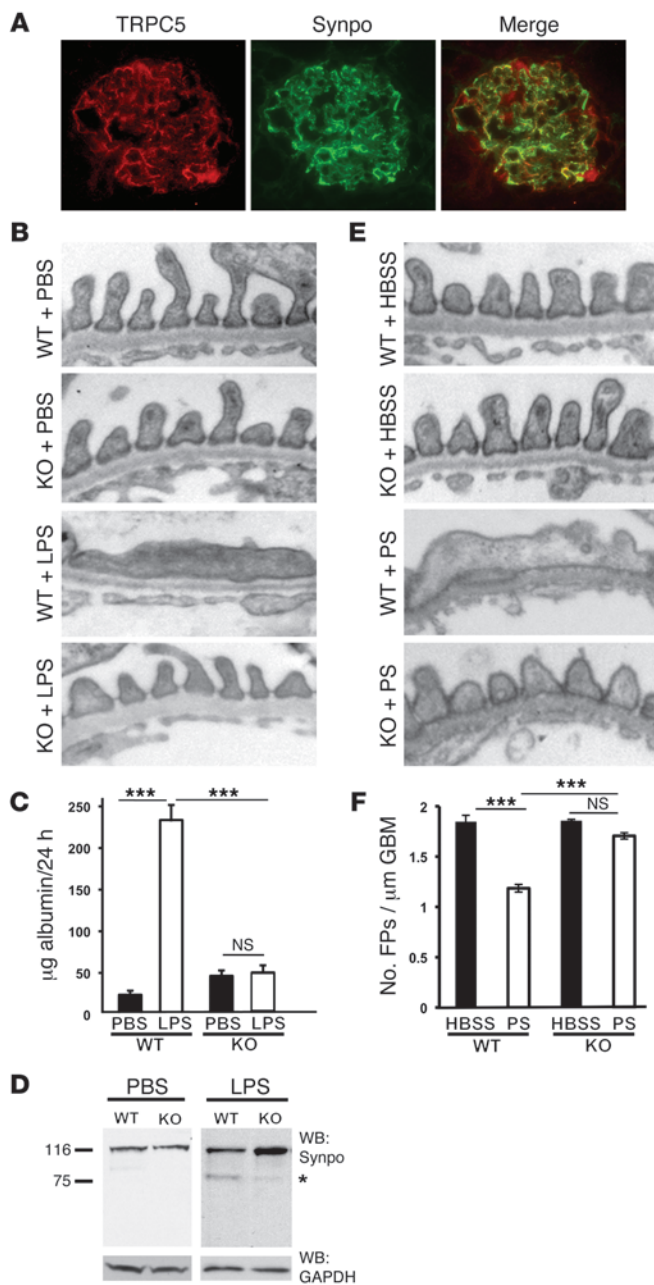 A
TRPC5 Synpo Merge
B
WT + PBS
KO + PBS
WT + LPS
KO + LPS
E
WT + HBSS
KO + HBSS
WT + PS
KO + PS
C
*** ***
NS
µg albumin/24 h
250
200
150
100
50
0
PBS LPS PBS LPS
WT KO
F
***
*** NS
No. FPs / µm GBM
2
1.5
1
.5
0
HBSS PS HBSS PS
WT KO
D
PBS LPS
WT KO WT KO
116
75
WB:
Synpo
*
WB:
GAPDH